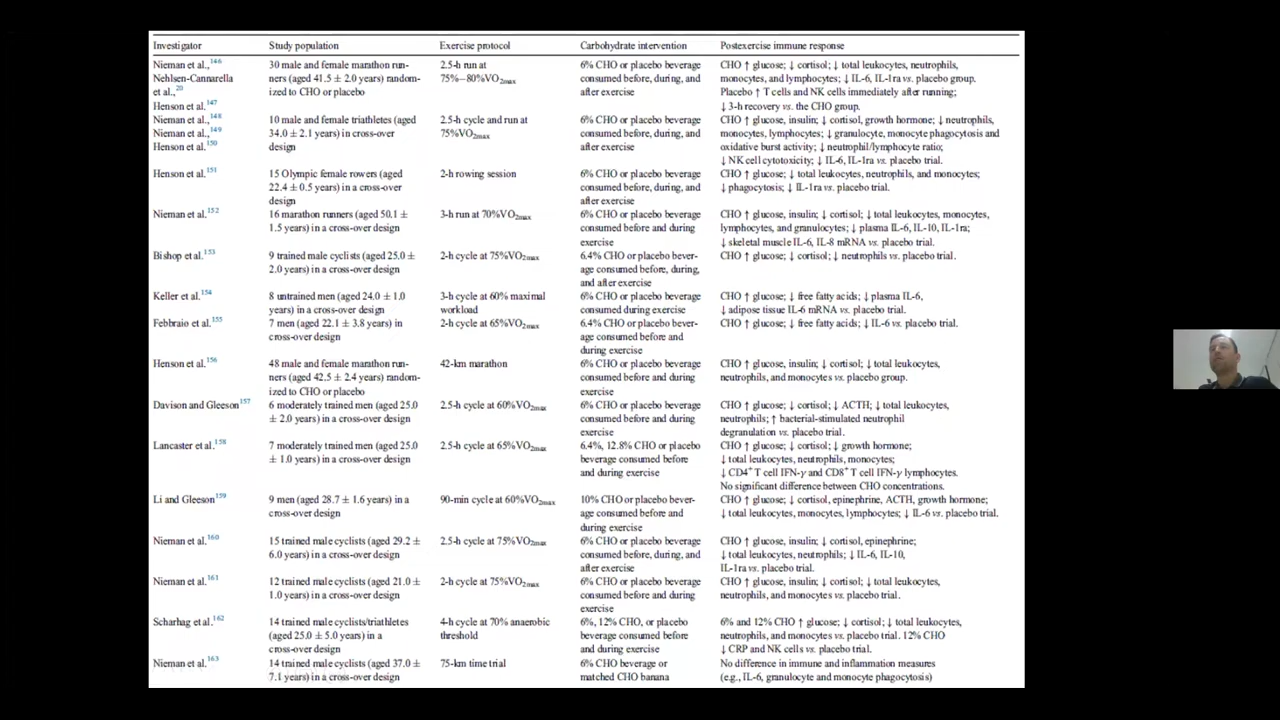 Investigator Study population Exercise protocol Carbohydrate intervention Postexercise immune response
Nieman et al.,146 30 male and female marathon run- 2.5-h run at 6% CHO or placebo beverage CHO ↑ glucose; ↓ cortisol; ↓ total leukocytes, neutrophils,
Nehlsen-Cannarella ners (aged 41.5 ± 2.0 years) random- 75%−80%VO2max consumed before, during, and monocytes, and lymphocytes; ↓ IL-6, IL-1ra vs. placebo group.
et al.,20 ized to CHO or placebo after exercise Placebo ↑ T cells and NK cells immediately after running;
Henson et al.147 ↓ 3-h recovery vs. the CHO group.
Nieman et al.,148 10 male and female triathletes (aged 2.5-h cycle and run at 6% CHO or placebo beverage CHO ↑ glucose, insulin; ↓ cortisol, growth hormone; ↓ neutrophils,
Nieman et al.,149 34.0 ± 2.1 years) in cross-over 75%VO2max consumed before, during, and monocytes, lymphocytes; ↓ granulocyte, monocyte phagocytosis and
Henson et al.150 design after exercise oxidative burst activity; ↓ neutrophil/lymphocyte ratio;
↓ NK cell cytotoxicity; ↓ IL-6, IL-1ra vs. placebo trial.
Henson et al.151 15 Olympic female rowers (aged 2-h rowing session 6% CHO or placebo beverage CHO ↑ glucose; ↓ total leukocytes, neutrophils, and monocytes;
22.4 ± 0.5 years) in a cross-over consumed before, during, and ↓ phagocytosis; ↓ IL-1ra vs. placebo trial.
design after exercise
Nieman et al.152 16 marathon runners (aged 50.1 ± 3-h run at 70%VO2max 6% CHO or placebo beverage CHO ↑ glucose, insulin; ↓ cortisol; ↓ total leukocytes, monocytes,
1.5 years) in a cross-over design consumed before and during lymphocytes, and granulocytes; ↓ plasma IL-6, IL-10, IL-1ra;
exercise ↓ skeletal muscle IL-6, IL-8 mRNA vs. placebo trial.
Bishop et al.153 9 trained male cyclists (aged 25.0 ± 2-h cycle at 75%VO2max 6.4% CHO or placebo bever- CHO ↑ glucose; ↓ cortisol; ↓ neutrophils vs. placebo trial.
2.0 years) in a cross-over design age consumed before, during,
and after exercise
Keller et al.154 8 untrained men (aged 24.0 ± 1.0 3-h cycle at 60% maximal 6% CHO or placebo beverage CHO ↑ glucose; ↓ free fatty acids; ↓ plasma IL-6,
years) in a cross-over design workload consumed during exercise ↓ adipose tissue IL-6 mRNA vs. placebo trial.
Febbraio et al.155 7 men (aged 22.1 ± 3.8 years) in 2-h cycle at 65%VO2max 6.4% CHO or placebo bever- CHO ↑ glucose; ↓ free fatty acids; ↓ IL-6 vs. placebo trial.
cross-over design age consumed before and
during exercise
Henson et al.156 48 male and female marathon run- 42-km marathon 6% CHO or placebo beverage CHO ↑ glucose, insulin; ↓ cortisol; ↓ total leukocytes,
ners (aged 42.5 ± 2.4 years) random- consumed before and during neutrophils, and monocytes vs. placebo group.
ized to CHO or placebo exercise
Davison and Gleeson157 6 moderately trained men (aged 25.0 2.5-h cycle at 60%VO2max 6% CHO or placebo beverage CHO ↑ glucose; ↓ cortisol; ↓ ACTH; ↓ total leukocytes,
± 2.0 years) in a cross-over design consumed before and during neutrophils; ↑ bacterial-stimulated neutrophil
exercise degranulation vs. placebo trial.
Lancaster et al.158 7 moderately trained men (aged 25.0 2.5-h cycle at 65%VO2max 6.4%, 12.8% CHO or placebo CHO ↑ glucose; ↓ cortisol; ↓ growth hormone;
± 1.0 years) in a cross-over design beverage consumed before ↓ total leukocytes, neutrophils, monocytes;
and during exercise ↓ CD4+ T cell IFN-γ and CD8+ T cell IFN-γ lymphocytes.
No significant difference between CHO concentrations.
Li and Gleeson159 9 men (aged 28.7 ± 1.6 years) in a 90-min cycle at 60%VO2max 10% CHO or placebo bever- CHO ↑ glucose; ↓ cortisol, epinephrine, ACTH, growth hormone;
cross-over design age consumed before and ↓ total leukocytes, monocytes, lymphocytes; ↓ IL-6 vs. placebo trial.
during exercise
Nieman et al.160 15 trained male cyclists (aged 29.2 ± 2.5-h cycle at 75%VO2max 6% CHO or placebo beverage CHO ↑ glucose, insulin; ↓ cortisol, epinephrine;
6.0 years) in a cross-over design consumed before, during, and ↓ total leukocytes, neutrophils; ↓ IL-6, IL-10,
after exercise IL-1ra vs. placebo trial.
Nieman et al.161 12 trained male cyclists (aged 21.0 ± 2-h cycle at 75%VO2max 6% CHO or placebo beverage CHO ↑ glucose, insulin; ↓ cortisol; ↓ total leukocytes,
1.0 years) in a cross-over design consumed before and during neutrophils, and monocytes vs. placebo trial.
exercise
Scharhag et al.162 14 trained male cyclists/triathletes 4-h cycle at 70% anaerobic 6%, 12% CHO, or placebo 6% and 12% CHO ↑ glucose; ↓ cortisol; ↓ total leukocytes,
(aged 25.0 ± 5.0 years) in a threshold beverage consumed before neutrophils, and monocytes vs. placebo trial. 12% CHO
cross-over design and during exercise ↓ CRP and NK cells vs. placebo trial.
Nieman et al.163 14 trained male cyclists (aged 37.0 ± 75-km time trial 6% CHO beverage or No difference in immune and inflammation measures
7.1 years) in a cross-over design matched CHO banana (e.g., IL-6, granulocyte and monocyte phagocytosis)